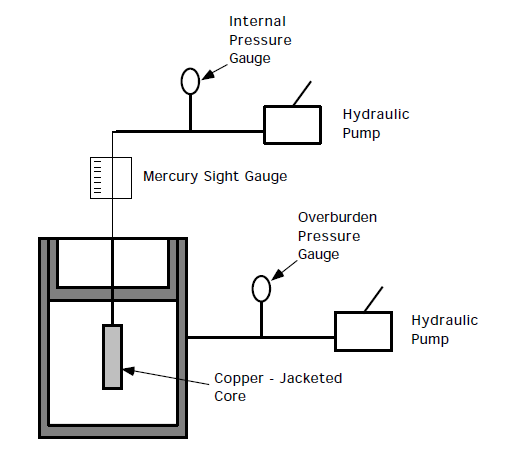 Internal
Pressure
Gauge
Hydraulic
Pump
Mercury Sight Gauge
Overburden
Pressure
Gauge
Hydraulic
Pump
Copper - Jacketed
Core